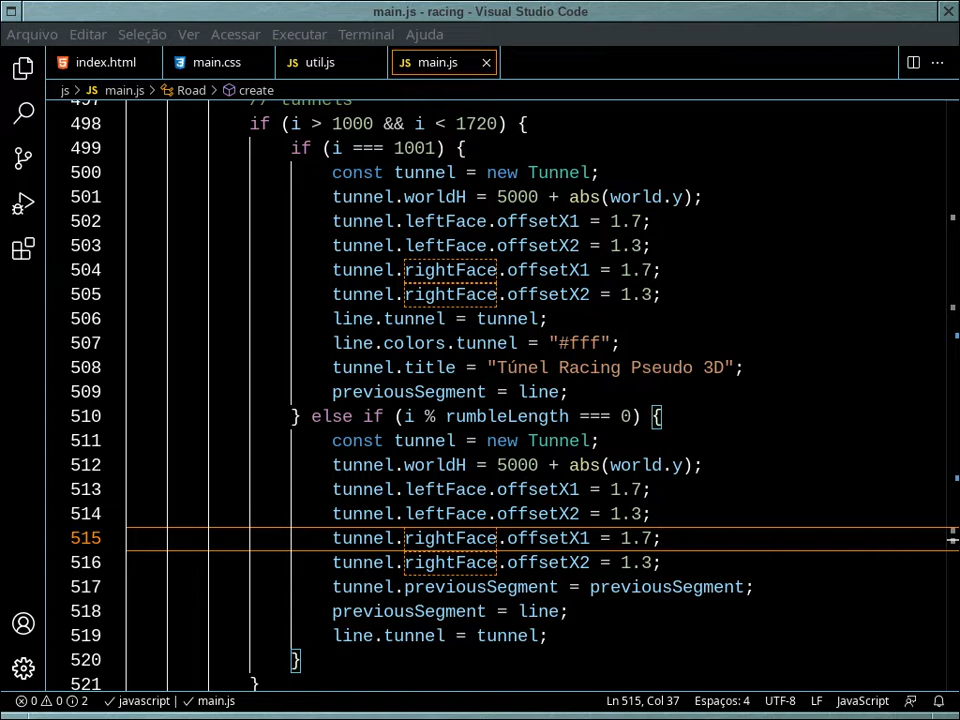 main.js - racing - Visual Studio Code
Arquivo Editar Seleção Ver Acessar Executar Terminal Ajuda
index.html main.css JS util.js JS main.js
js > JS main.js > Road > create
497 // tunnels
498 if (i > 1000 && i < 1720) {
499 if (i === 1001) {
500 const tunnel = new Tunnel;
501 tunnel.worldH = 5000 + abs(world.y);
502 tunnel.leftFace.offsetX1 = 1.7;
503 tunnel.leftFace.offsetX2 = 1.3;
504 tunnel.rightFace.offsetX1 = 1.7;
505 tunnel.rightFace.offsetX2 = 1.3;
506 line.tunnel = tunnel;
507 line.colors.tunnel = "#fff";
508 tunnel.title = "Túnel Racing Pseudo 3D";
509 previousSegment = line;
510 } else if (i % rumbleLength === 0) {
511 const tunnel = new Tunnel;
512 tunnel.worldH = 5000 + abs(world.y);
513 tunnel.leftFace.offsetX1 = 1.7;
514 tunnel.leftFace.offsetX2 = 1.3;
515 tunnel.rightFace.offsetX1 = 1.7;
516 tunnel.rightFace.offsetX2 = 1.3;
517 tunnel.previousSegment = previousSegment;
518 previousSegment = line;
519 line.tunnel = tunnel;
520 }
521 }
0 0 2 javascript | main.js Ln 515, Col 37 Espaços: 4 UTF-8 LF JavaScript